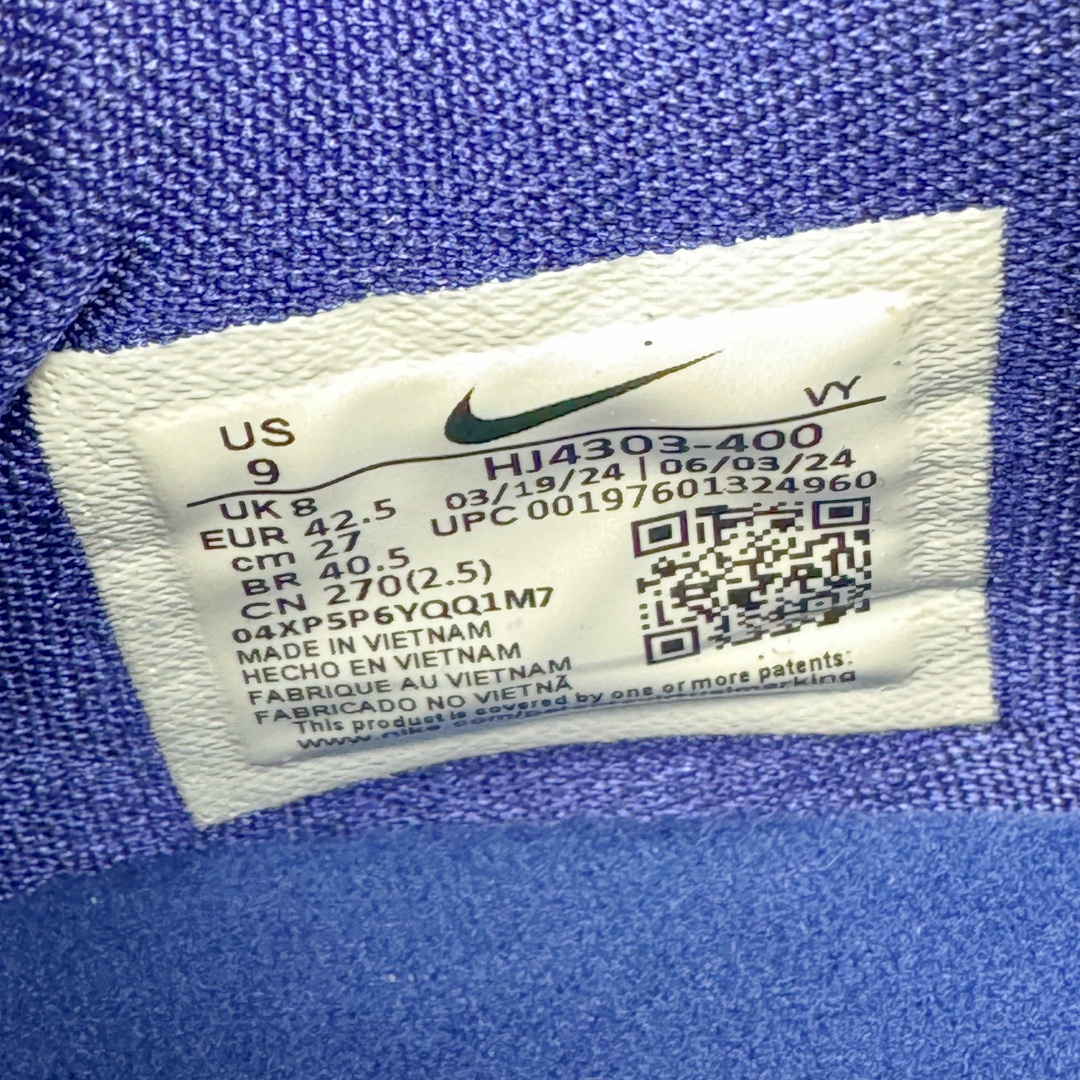 VY
US
9
HJ4303-400
03/19/24 | 06/03/24
UPC 00197601324960
UK 8
EUR 42.5
cm 27
BR 40.5
CN 270(2.5)
04XP5P6YQQ1M7
MADE IN VIETNAM
HECHO EN VIETNAM
FABRIQUE AU VIETNAM
FABRICADO NO VIETNÃ
This product is covered by one or more patents: